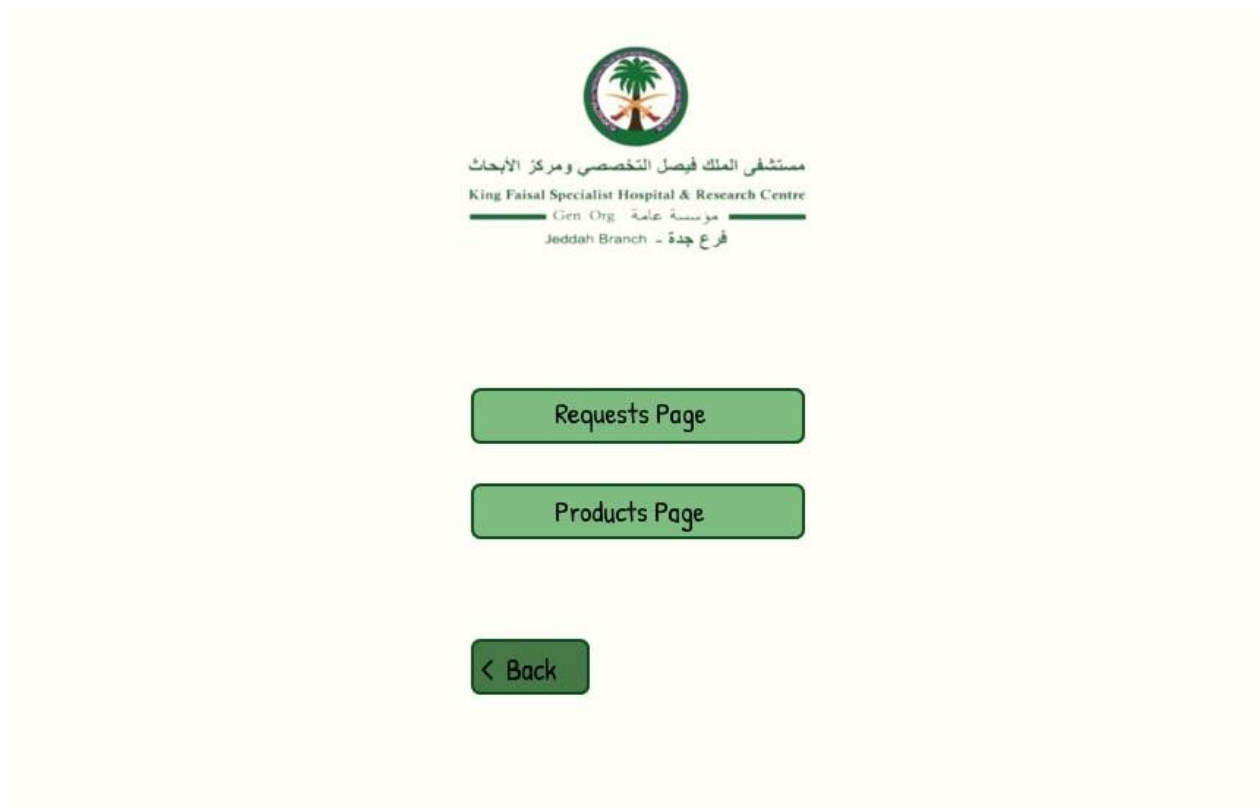 مستشفى الملك فيصل التخصصي ومركز الأبحاث
King Faisal Specialist Hospital & Research Centre
Gen. Org. مؤسسة عامة
Jeddah Branch - فرع جدة
Requests Page
Products Page
< Back